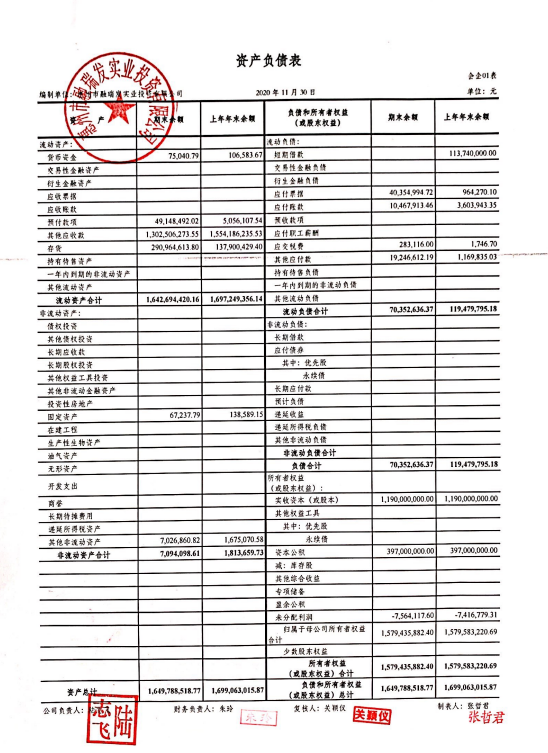 资产负债表
会企01表
编制单位: 市融瑞发实业投 公司 2020 年 11 月 30 日 单位：元
资 产 期末余额 上年年末余额 负债和所有者权益（或股东权益） 期末余额 上年年末余额
流动资产： 流动负债：
货币资金 75,040.79 106,583.67 短期借款 113,740,000.00
交易性金融资产 交易性金融负债
衍生金融资产 衍生金融负债
应收票据 应付票据 40,354,994.72 964,270.10
应收账款 应付账款 10,467,913.46 3,603,943.35
预付款项 49,148,492.02 5,056,107.54 预收款项
其他应收款 1,302,506,273.55 1,554,186,235.53 应付职工薪酬
存货 290,964,613.80 137,900,429.40 应交税费 283,116.00 1,746.70
持有待售资产 其他应付款 19,246,612.19 1,169,835.03
一年内到期的非流动资产 持有待售负债
其他流动资产 一年内到期的非流动负债
流动资产合计 1,642,694,420.16 1,697,249,356.14 其他流动负债
非流动资产： 流动负债合计 70,352,636.37 119,479,795.18
债权投资 非流动负债：
其他债权投资 长期借款
长期应收款 应付债券
长期股权投资 其中：优先股
其他权益工具投资 永续债
其他非流动金融资产 长期应付款
投资性房地产 预计负债
固定资产 67,237.79 138,589.15 递延收益
在建工程 递延所得税负债
生产性生物资产 其他非流动负债
油气资产 非流动负债合计
无形资产 负债合计 70,352,636.37 119,479,795.18
开发支出 所有者权益（或股东权益）：
商誉 实收资本（或股本） 1,190,000,000.00 1,190,000,000.00
长期待摊费用 其他权益工具
递延所得税资产 其中：优先股
其他非流动资产 7,026,860.82 1,675,070.58 永续债
非流动资产合计 7,094,098.61 1,813,659.73 资本公积 397,000,000.00 397,000,000.00
减：库存股
其他综合收益
专项储备
盈余公积
未分配利润 -7,564,117.60 -7,416,779.31
归属于母公司所有者权益合计 1,579,435,882.40 1,579,583,220.69
少数股东权益
所有者权益（或股东权益）合计 1,579,435,882.40 1,579,583,220.69
资产总计 1,649,788,518.77 1,699,063,015.87 负债和所有者权益（或股东权益）总计 1,649,788,518.77 1,699,063,015.87
公司负责人： 陆志飞 财务负责人：朱玲 朱玲 复核人：关颖仪 关颖仪 制表人：张哲君 张哲君